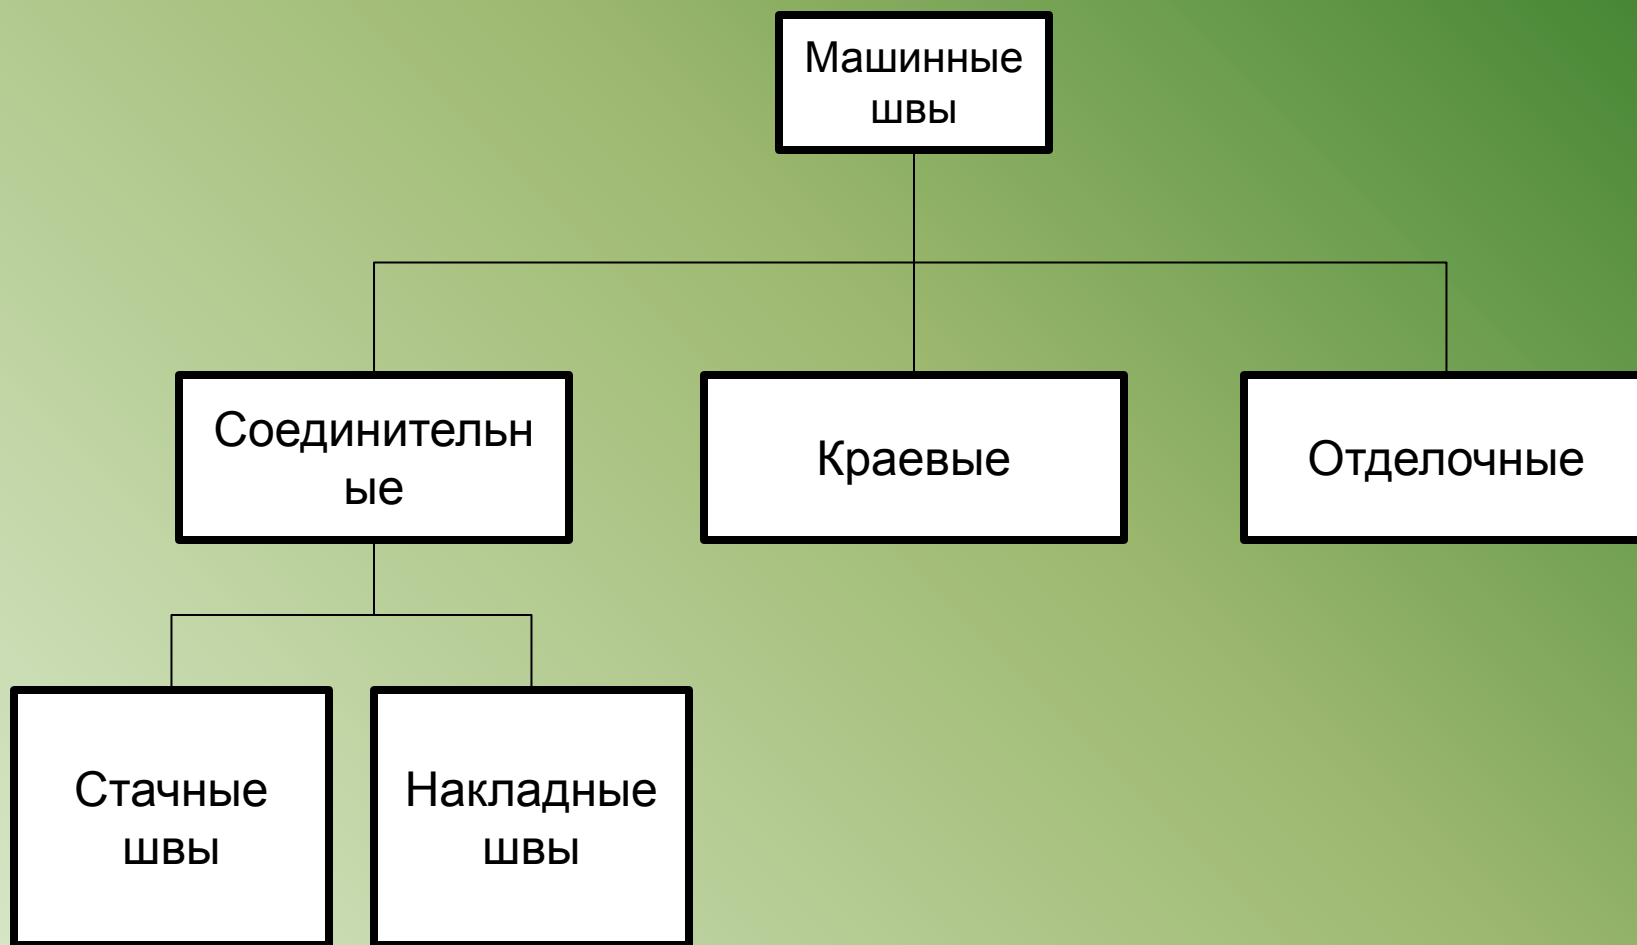 Машинные
швы
Соединительн
ые
Краевые
Отделочные
Стачные
швы
Накладные
швы